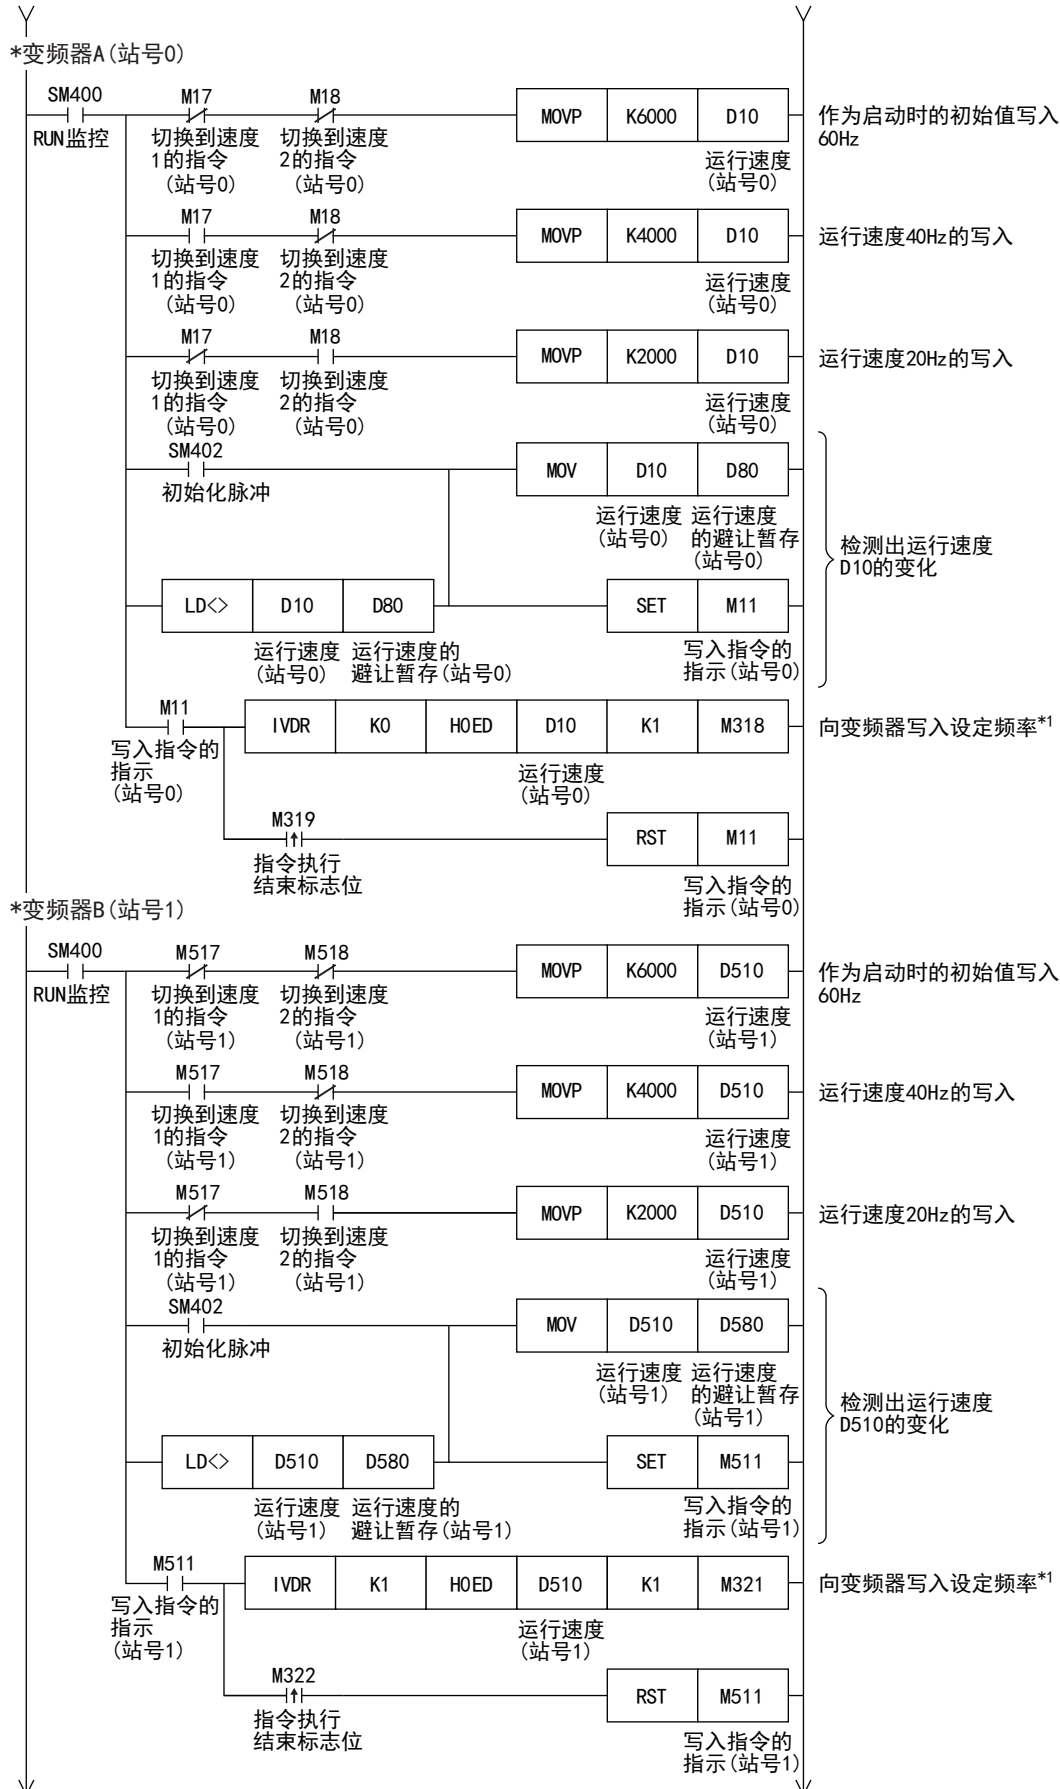 *变频器A(站号0)
SM400 M17 M18
MOVP K6000 D10 作为启动时的初始值写入
RUN监控 切换到速度 切换到速度 60Hz
1的指令 2的指令 运行速度
(站号0) (站号0) (站号0)
M17 M18
MOVP K4000 D10 运行速度40Hz的写入
切换到速度 切换到速度
1的指令 2的指令 运行速度
(站号0) (站号0) (站号0)
M17 M18
MOVP K2000 D10 运行速度20Hz的写入
切换到速度 切换到速度
1的指令 2的指令 运行速度
(站号0) (站号0) (站号0)
SM402
MOV D10 D80
初始化脉冲
运行速度 运行速度
(站号0) 的避让暂存
(站号0)
检测出运行速度
D10的变化
LD<> D10 D80 SET M11
运行速度 运行速度的 写入指令的
(站号0) 避让暂存(站号0) 指示(站号0)
M11
IVDR K0 H0ED D10 K1 M318 向变频器写入设定频率*1
写入指令的
指示 运行速度
(站号0) (站号0)
M319
RST M11
指令执行
结束标志位 写入指令的
指示(站号0)
*变频器B(站号1)
SM400 M517 M518
MOVP K6000 D510 作为启动时的初始值写入
RUN监控 切换到速度 切换到速度 60Hz
1的指令 2的指令 运行速度
(站号1) (站号1) (站号1)
M517 M518
MOVP K4000 D510 运行速度40Hz的写入
切换到速度 切换到速度
1的指令 2的指令 运行速度
(站号1) (站号1) (站号1)
M517 M518
MOVP K2000 D510 运行速度20Hz的写入
切换到速度 切换到速度
1的指令 2的指令 运行速度
(站号1) (站号1) (站号1)
SM402
MOV D510 D580
初始化脉冲
运行速度 运行速度
(站号1) 的避让暂存
(站号1)
检测出运行速度
D510的变化
LD<> D510 D580 SET M511
运行速度 运行速度的 写入指令的
(站号1) 避让暂存(站号1) 指示(站号1)
M511
IVDR K1 H0ED D510 K1 M321 向变频器写入设定频率*1
写入指令的
指示 运行速度
(站号1) (站号1)
M322
RST M511
指令执行
结束标志位 写入指令的
指示(站号1)